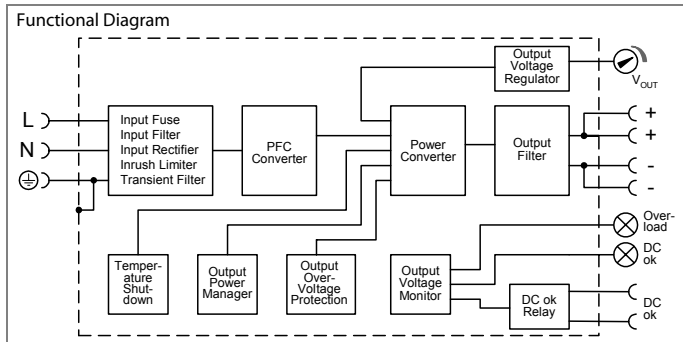 Functional Diagram
Output
Voltage
Regulator
VOUT
L
N
Input Fuse
Input Filter
Input Rectifier
Inrush Limiter
Transient Filter
PFC
Converter
Power
Converter
Output
Filter
+
+
-
-
Temper-
ature
Shut-
down
Output
Power
Manager
Output
Over-
Voltage
Protection
Output
Voltage
Monitor
Over-
load
DC
ok
DC ok
Relay
DC
ok